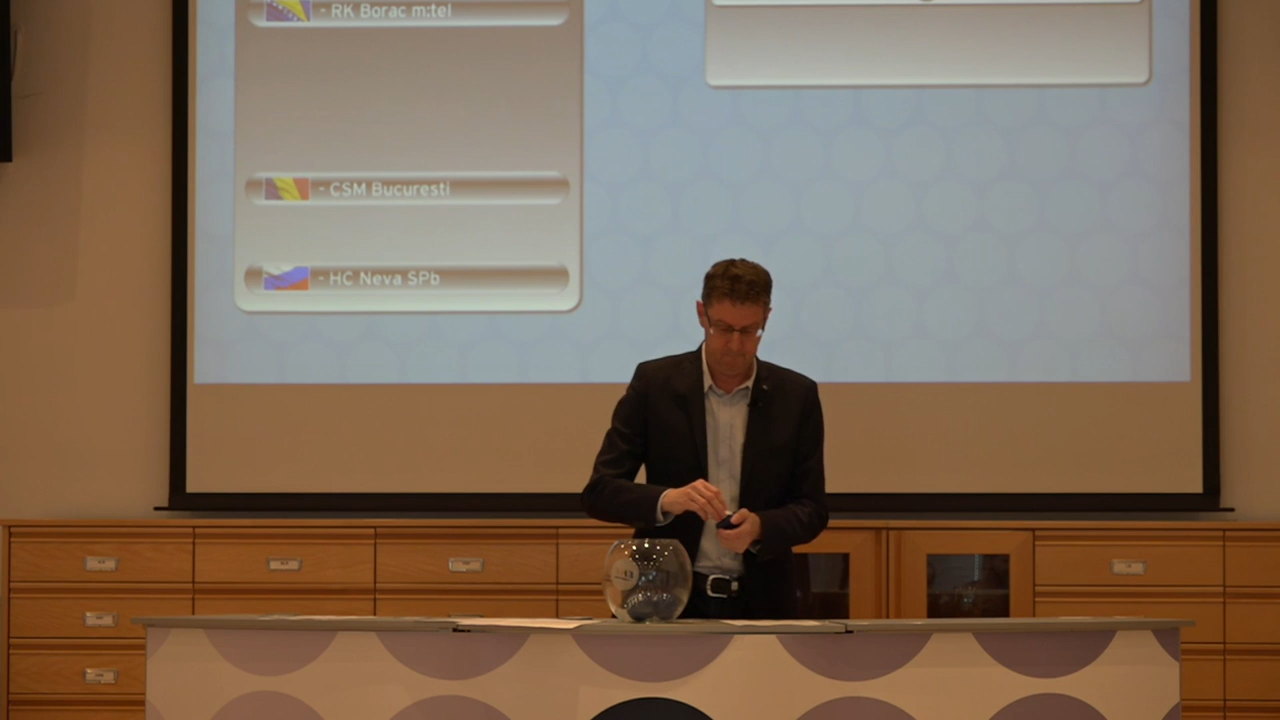 - RK Borac m:tel
- CSM Bucuresti
- HC Neva SPb